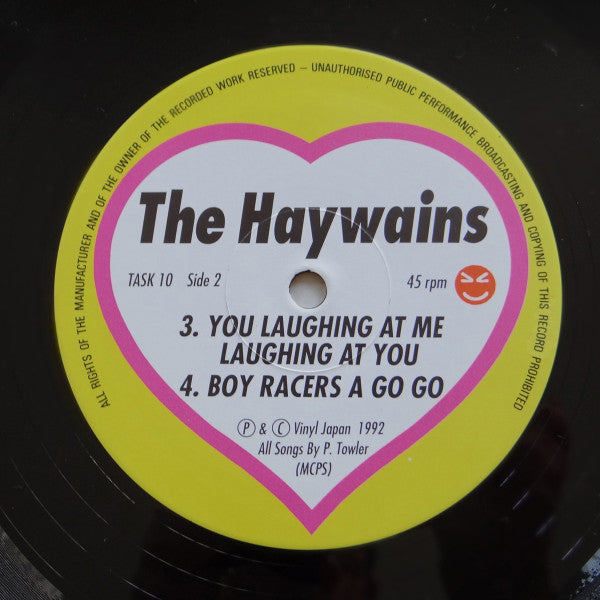 ALL RIGHTS OF THE MANUFACTURER AND OF THE OWNER OF THE RECORDED WORK RESERVED – UNAUTHORISED PUBLIC PERFORMANCE BROADCASTING AND COPYING OF THIS RECORD PROHIBITED
The Haywains
TASK 10 Side 2 45 rpm
3. YOU LAUGHING AT ME
LAUGHING AT YOU
4. BOY RACERS A GO GO
Ⓟ & Ⓒ Vinyl Japan 1992
All Songs By P. Towler
(MCPS)